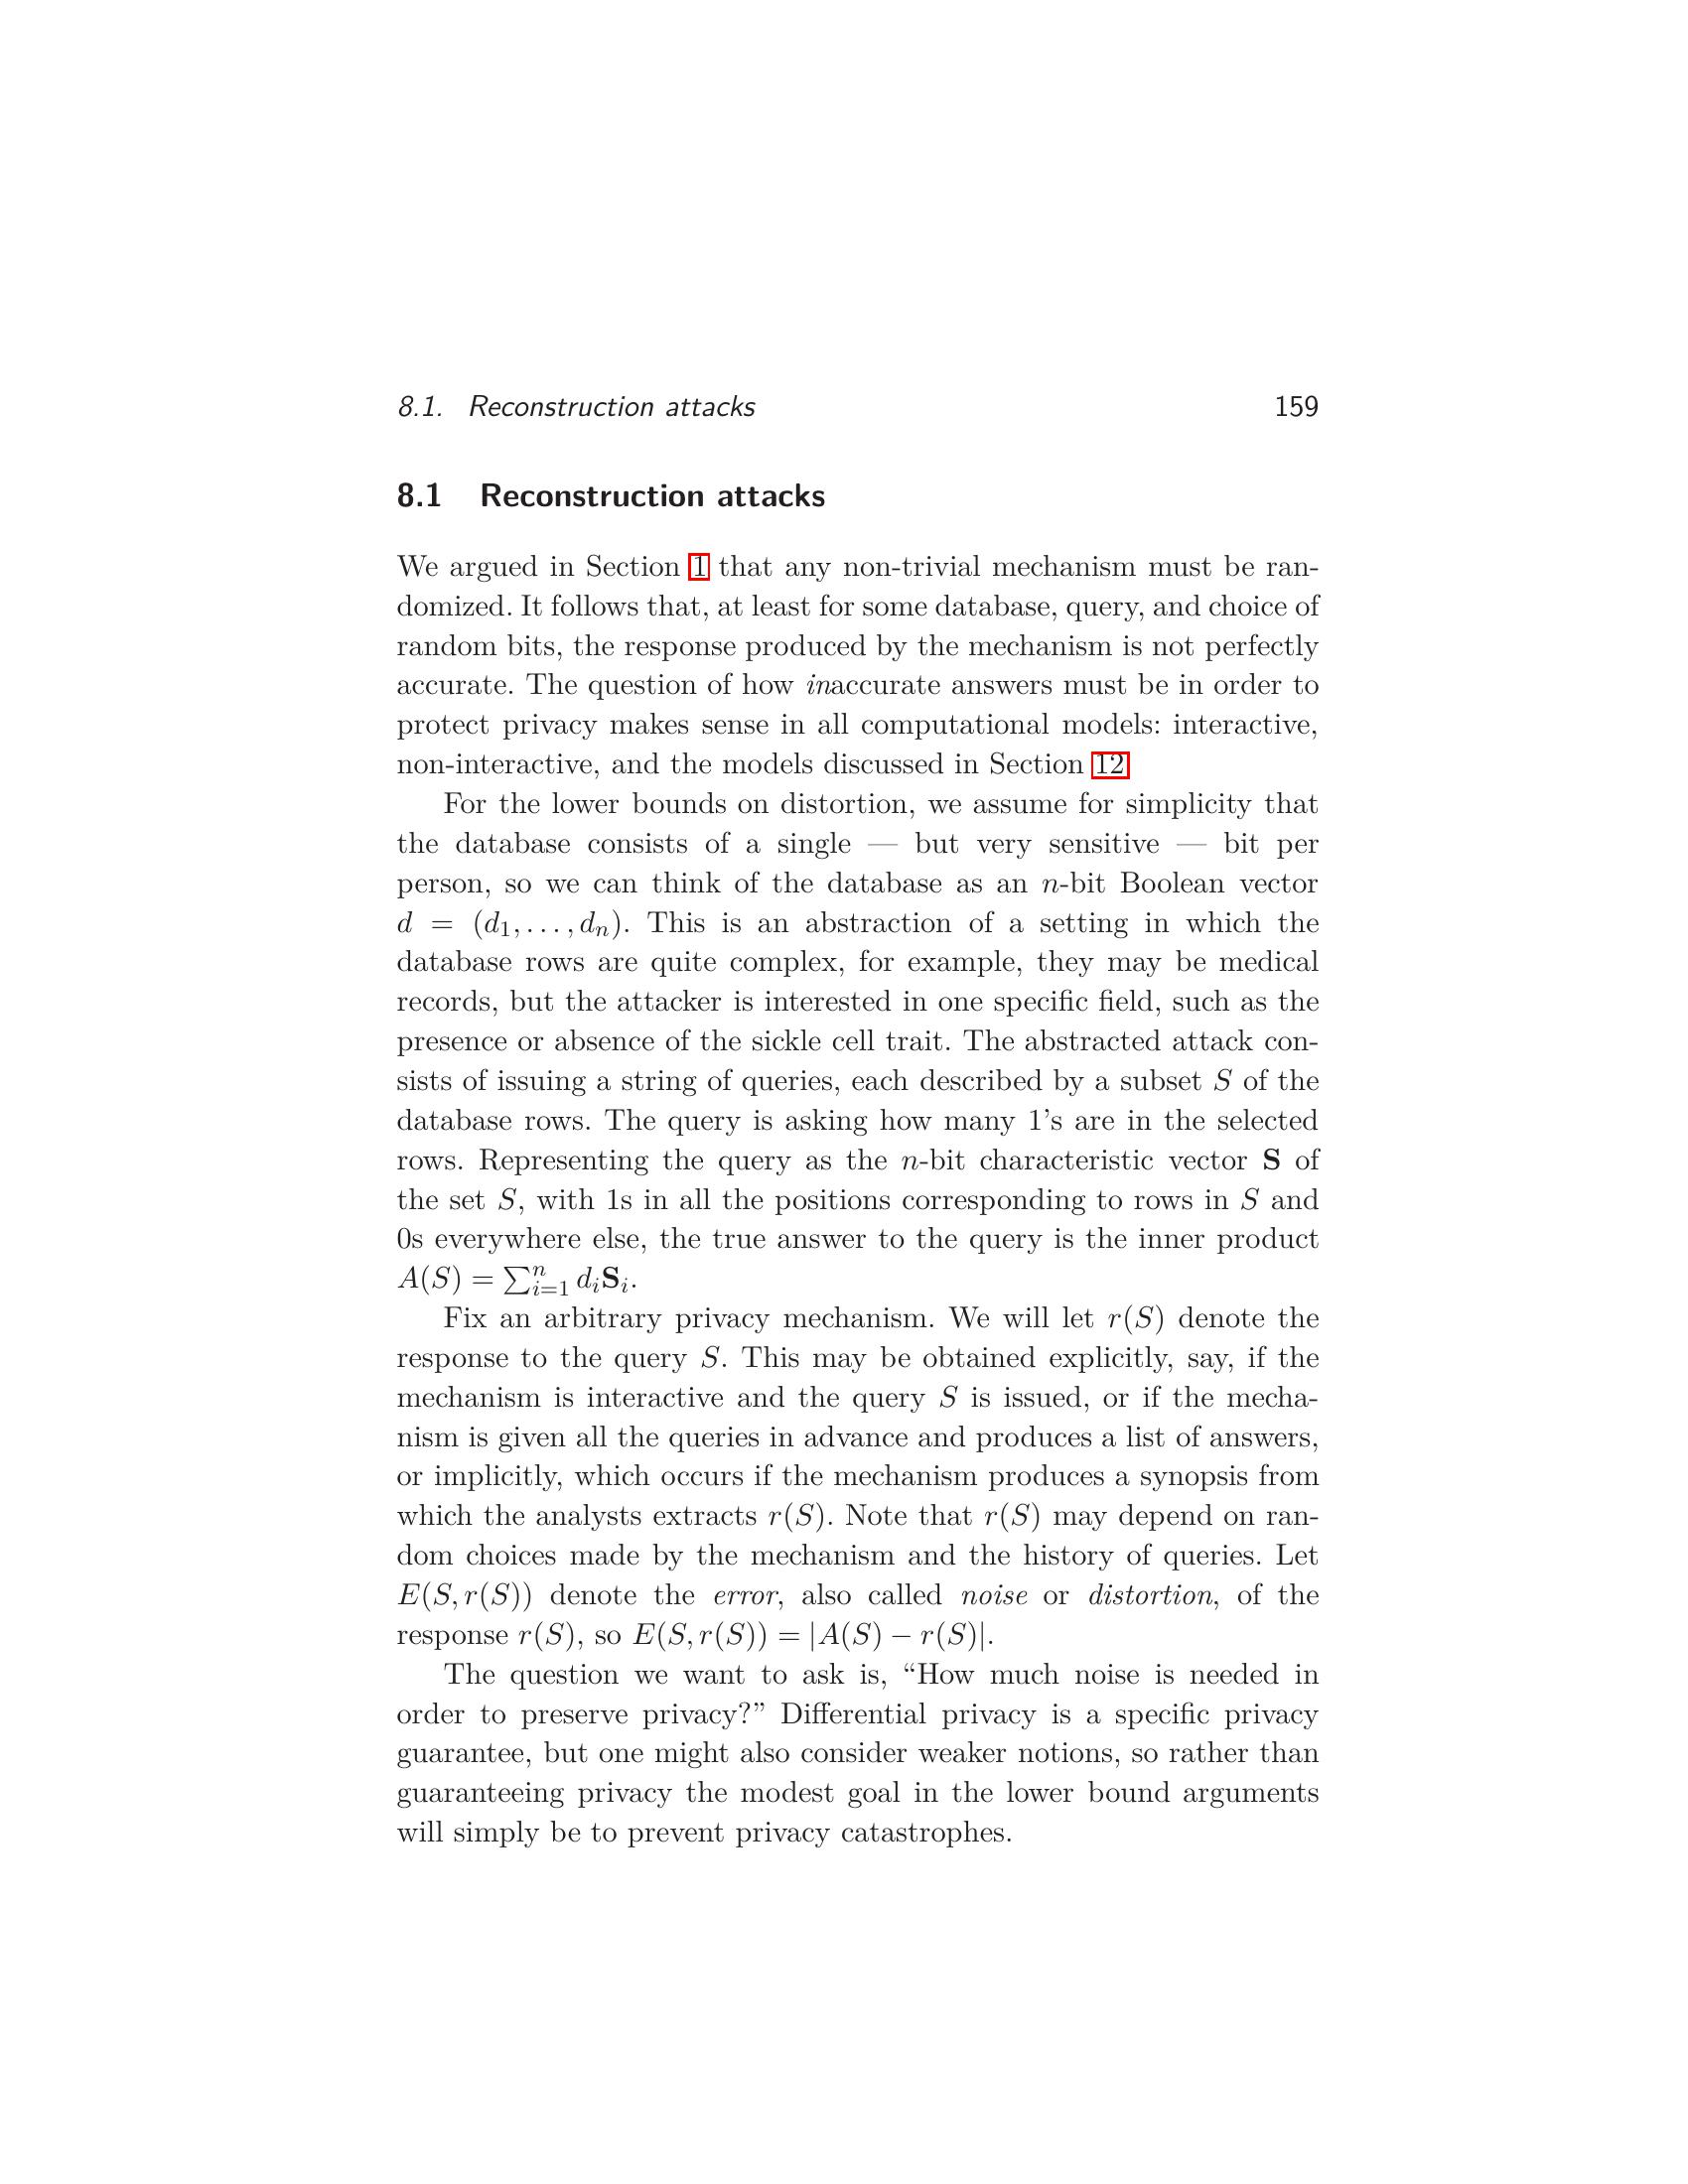 8.1. Reconstruction attacks 159
8.1 Reconstruction attacks
We argued in Section 1 that any non-trivial mechanism must be ran-
domized. It follows that, at least for some database, query, and choice of
random bits, the response produced by the mechanism is not perfectly
accurate. The question of how inaccurate answers must be in order to
protect privacy makes sense in all computational models: interactive,
non-interactive, and the models discussed in Section 12
For the lower bounds on distortion, we assume for simplicity that
the database consists of a single — but very sensitive — bit per
person, so we can think of the database as an n-bit Boolean vector
d = (d₁, . . . , dₙ). This is an abstraction of a setting in which the
database rows are quite complex, for example, they may be medical
records, but the attacker is interested in one specific field, such as the
presence or absence of the sickle cell trait. The abstracted attack con-
sists of issuing a string of queries, each described by a subset S of the
database rows. The query is asking how many 1’s are in the selected
rows. Representing the query as the n-bit characteristic vector S of
the set S, with 1s in all the positions corresponding to rows in S and
0s everywhere else, the true answer to the query is the inner product
A(S) = ∑ⁿᵢ₌₁ dᵢSᵢ.
Fix an arbitrary privacy mechanism. We will let r(S) denote the
response to the query S. This may be obtained explicitly, say, if the
mechanism is interactive and the query S is issued, or if the mecha-
nism is given all the queries in advance and produces a list of answers,
or implicitly, which occurs if the mechanism produces a synopsis from
which the analysts extracts r(S). Note that r(S) may depend on ran-
dom choices made by the mechanism and the history of queries. Let
E(S, r(S)) denote the error, also called noise or distortion, of the
response r(S), so E(S, r(S)) = |A(S) − r(S)|.
The question we want to ask is, “How much noise is needed in
order to preserve privacy?” Differential privacy is a specific privacy
guarantee, but one might also consider weaker notions, so rather than
guaranteeing privacy the modest goal in the lower bound arguments
will simply be to prevent privacy catastrophes.